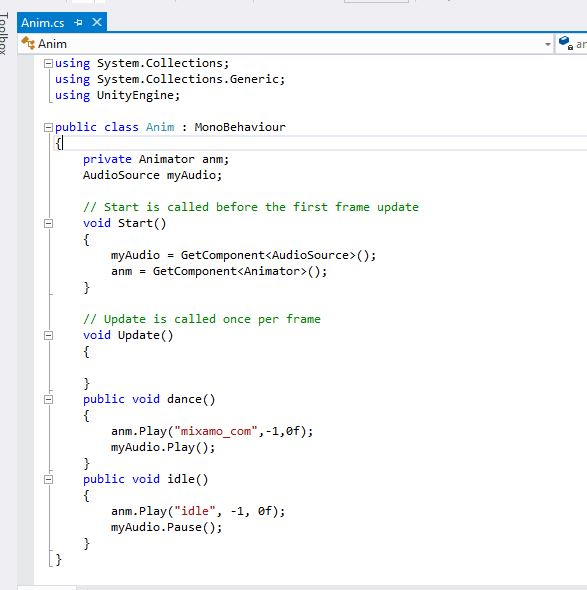 Toolbox
Anim.cs
Anim
using System.Collections;
using System.Collections.Generic;
using UnityEngine;
public class Anim : MonoBehaviour
{
private Animator anm;
AudioSource myAudio;
// Start is called before the first frame update
void Start()
{
myAudio = GetComponent<AudioSource>();
anm = GetComponent<Animator>();
}
// Update is called once per frame
void Update()
{
}
public void dance()
{
anm.Play("mixamo_com",-1,0f);
myAudio.Play();
}
public void idle()
{
anm.Play("idle", -1, 0f);
myAudio.Pause();
}
}